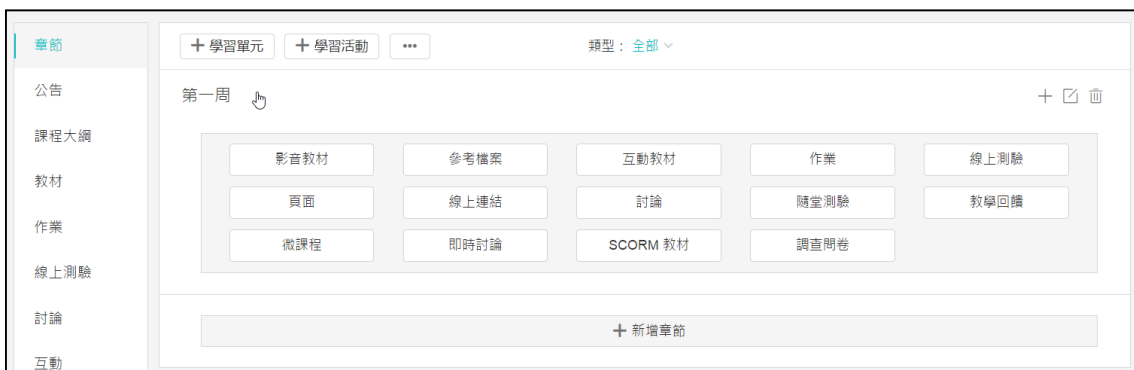 章節
公告
課程大綱
教材
作業
線上測驗
討論
互動
+ 學習單元 + 學習活動 ••• 類型： 全部
第一周
影音教材 參考檔案 互動教材 作業 線上測驗
頁面 線上連結 討論 隨堂測驗 教學回饋
微課程 即時討論 SCORM 教材 調查問卷
+ 新增章節